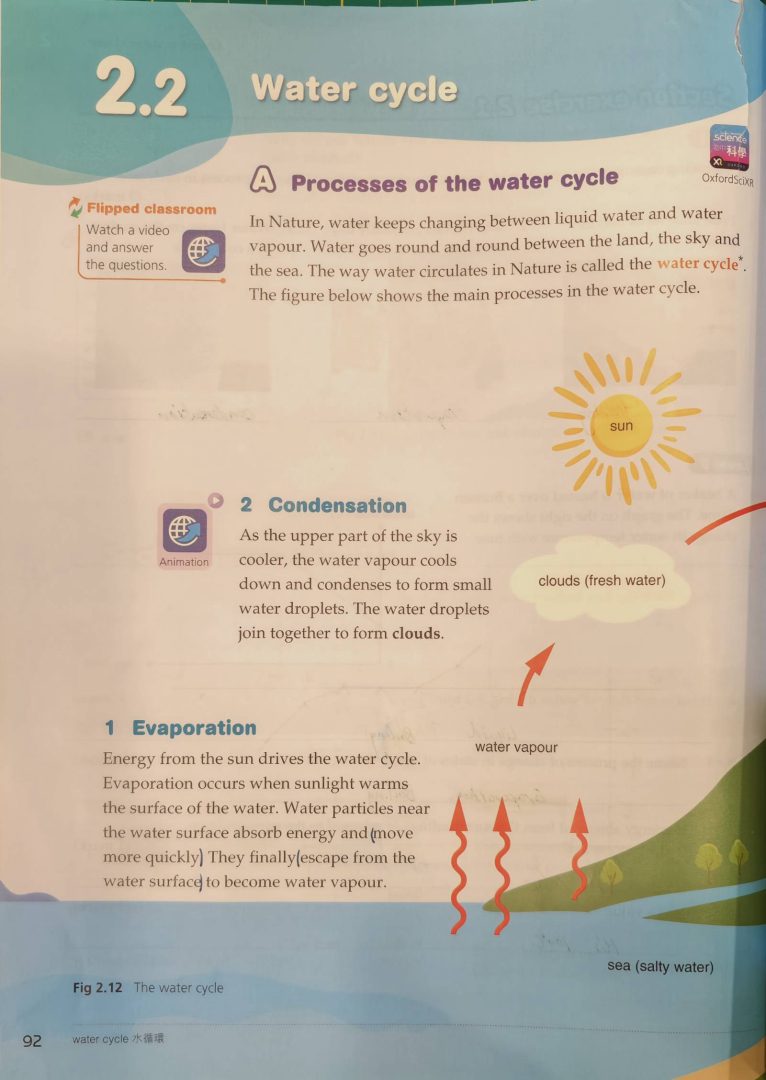 2.2 Water cycle
science
科學
OxfordSciXR
A Processes of the water cycle
Flipped classroom
Watch a video
and answer
the questions.
In Nature, water keeps changing between liquid water and water
vapour. Water goes round and round between the land, the sky and
the sea. The way water circulates in Nature is called the water cycle*.
The figure below shows the main processes in the water cycle.
sun
2 Condensation
Animation
As the upper part of the sky is
cooler, the water vapour cools
down and condenses to form small
water droplets. The water droplets
join together to form clouds.
clouds (fresh water)
water vapour
1 Evaporation
Energy from the sun drives the water cycle.
Evaporation occurs when sunlight warms
the surface of the water. Water particles near
the water surface absorb energy and move
more quickly. They finally escape from the
water surface to become water vapour.
sea (salty water)
Fig 2.12 The water cycle
92 water cycle 水循環